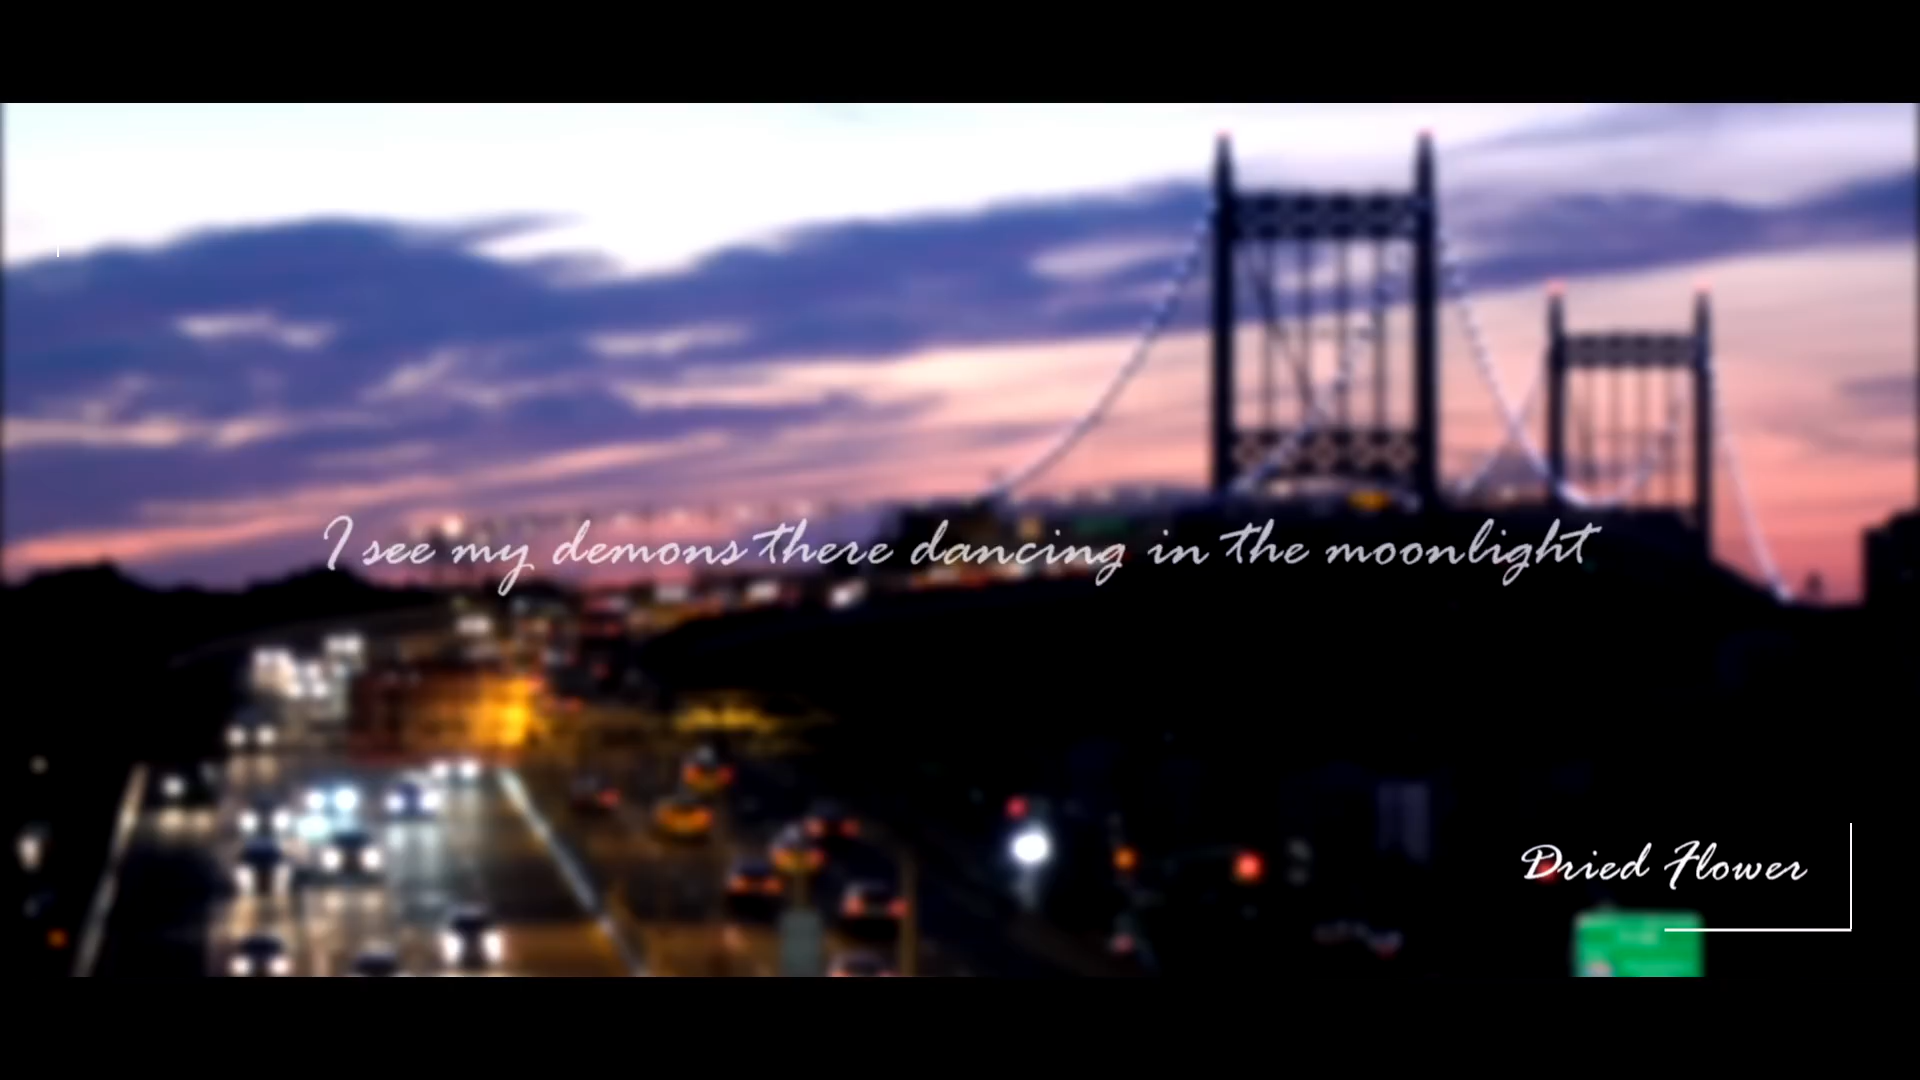 I see my demons there dancing in the moonlight
Dried Flower